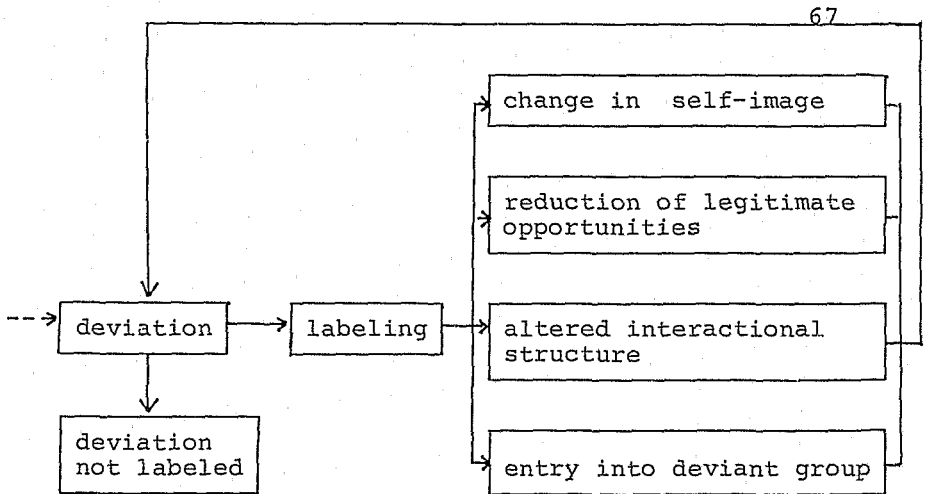 67
change in self-image
reduction of legitimate
opportunities
deviation
labeling
altered interactional
structure
deviation
not labeled
entry into deviant group